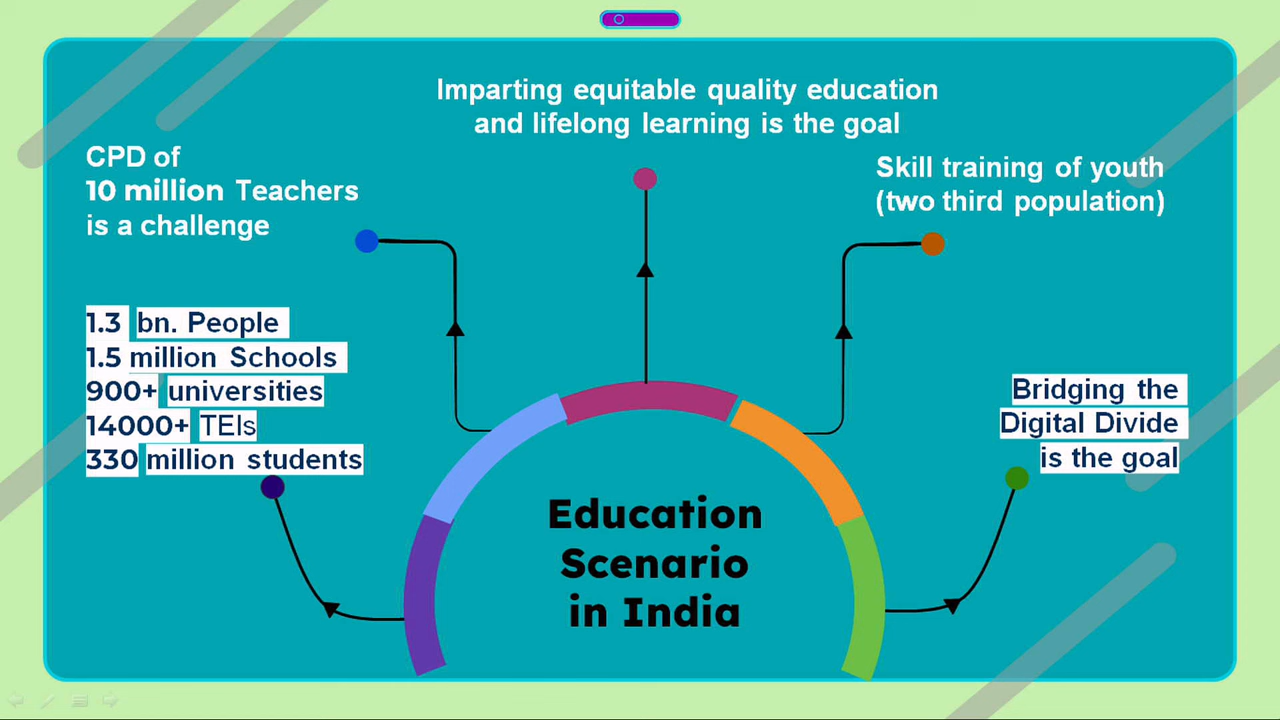 Imparting equitable quality education
and lifelong learning is the goal
CPD of
10 million Teachers
is a challenge
Skill training of youth
(two third population)
1.3 bn. People
1.5 million Schools
900+ universities
14000+ TEIs
330 million students
Bridging the
Digital Divide
is the goal
Education
Scenario
in India